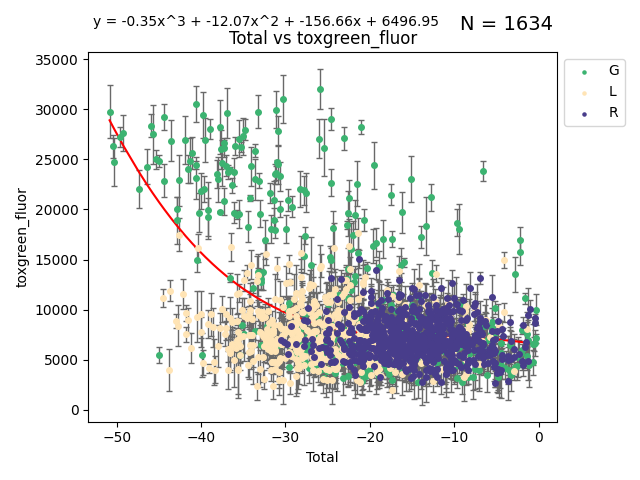 y = -0.35x^3 + -12.07x^2 + -156.66x + 6496.95
N = 1634
Total vs toxgreen_fluor
35000
30000
25000
20000
15000
10000
5000
0
toxgreen_fluor
−50
−40
−30
−20
−10
0
Total
G
L
R